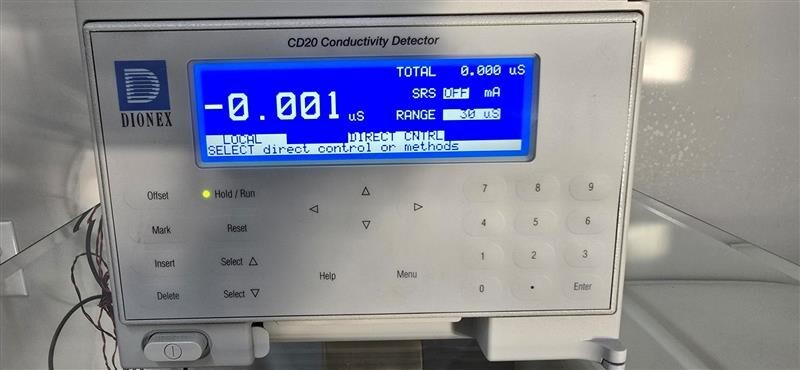 CD20 Conductivity Detector
DIONEX
TOTAL 0.000 uS
-0.001 uS
SRS OFF mA
RANGE 30 uS
LOCAL DIRECT CNTRL
SELECT direct control or methods
Offset Hold / Run 7 8 9
Mark Reset 4 5 6
Insert Select △ 1 2 3
Help Menu
Delete Select ▽ 0 • Enter